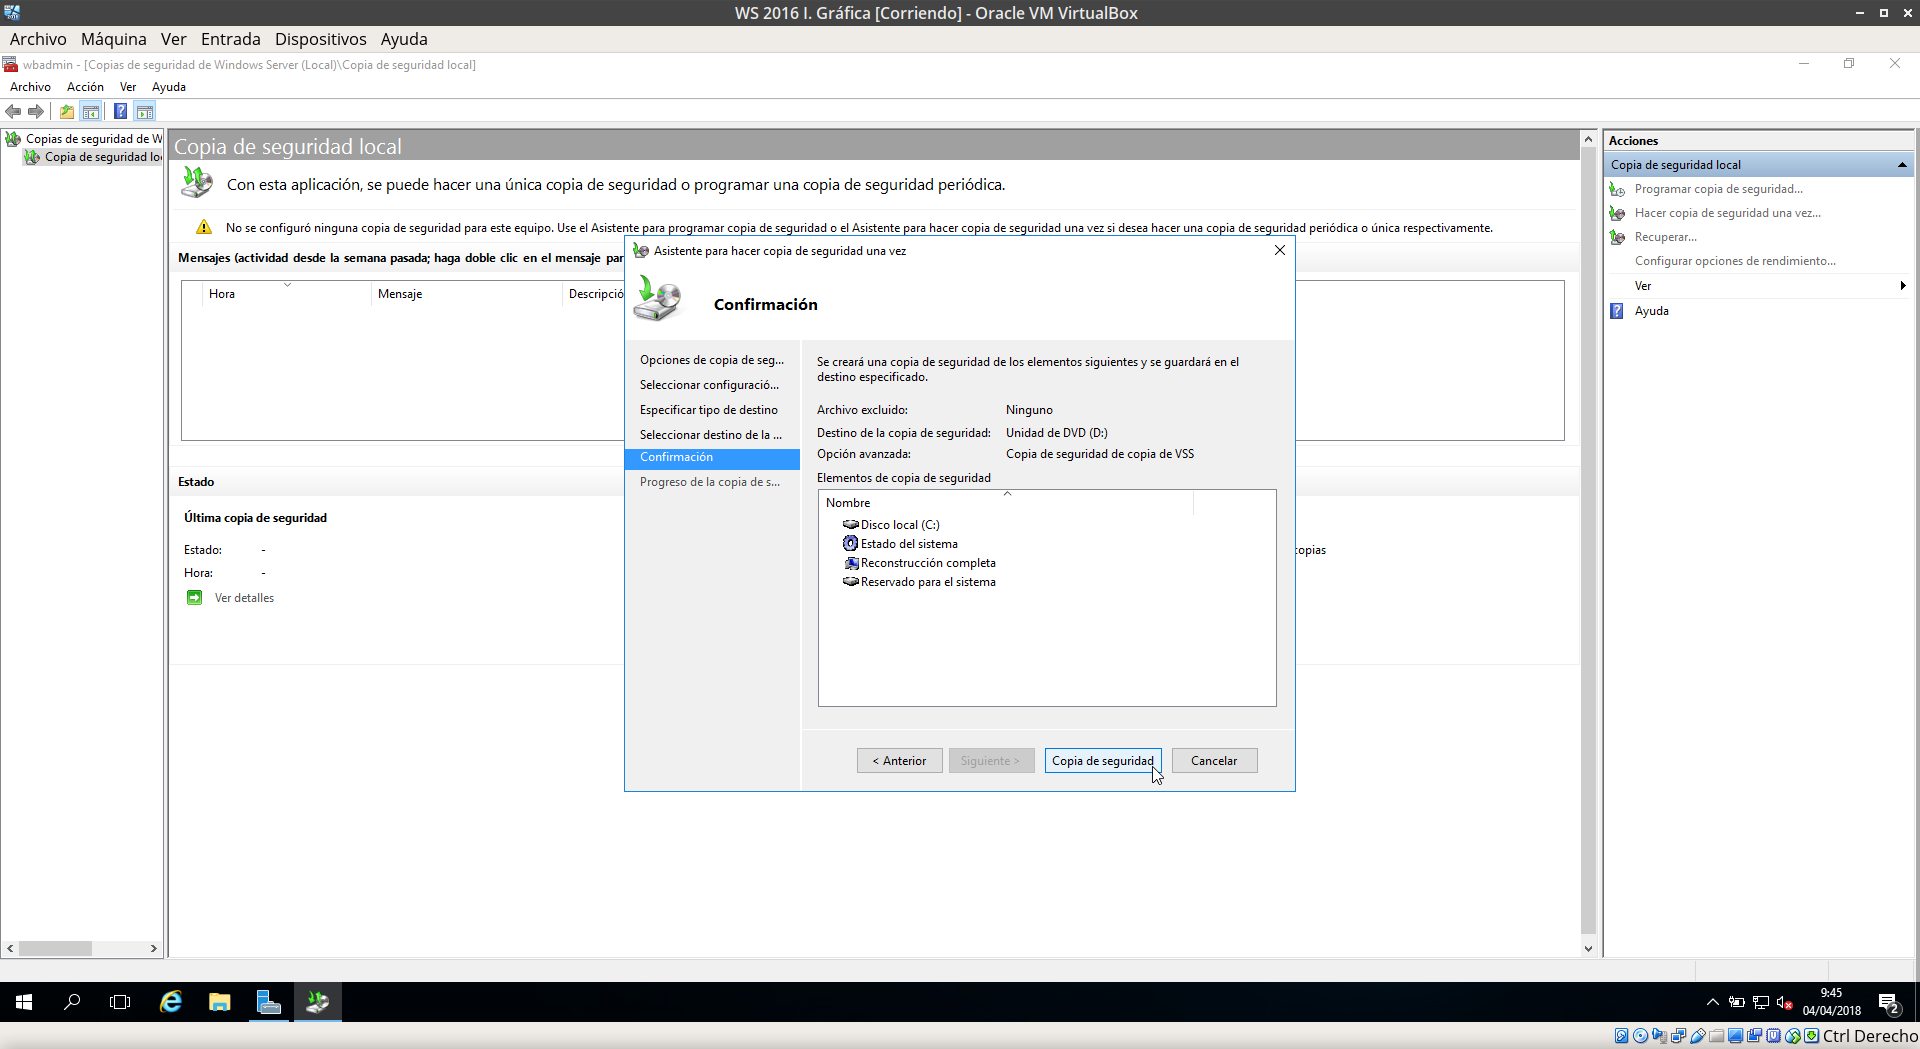 WS 2016 I. Gráfica [Corriendo] - Oracle VM VirtualBox
Archivo Máquina Ver Entrada Dispositivos Ayuda
wbadmin - [Copias de seguridad de Windows Server (Local)\Copia de seguridad local]
Archivo Acción Ver Ayuda
Copias de seguridad de W
Copia de seguridad lo
Copia de seguridad local
Con esta aplicación, se puede hacer una única copia de seguridad o programar una copia de seguridad periódica.
No se configuró ninguna copia de seguridad para este equipo. Use el Asistente para programar copia de seguridad o el Asistente para hacer copia de seguridad una vez si desea hacer una copia de seguridad periódica o única respectivamente.
Mensajes (actividad desde la semana pasada; haga doble clic en el mensaje par
Hora Mensaje Descripció
Estado
Última copia de seguridad
Estado: -
Hora: -
Ver detalles
copias
Asistente para hacer copia de seguridad una vez
Confirmación
Opciones de copia de seg...
Seleccionar configuració...
Especificar tipo de destino
Seleccionar destino de la ...
Confirmación
Progreso de la copia de s...
Se creará una copia de seguridad de los elementos siguientes y se guardará en el
destino especificado.
Archivo excluido: Ninguno
Destino de la copia de seguridad: Unidad de DVD (D:)
Opción avanzada: Copia de seguridad de copia de VSS
Elementos de copia de seguridad
Nombre
Disco local (C:)
Estado del sistema
Reconstrucción completa
Reservado para el sistema
< Anterior Siguiente > Copia de seguridad Cancelar
Acciones
Copia de seguridad local
Programar copia de seguridad...
Hacer copia de seguridad una vez...
Recuperar...
Configurar opciones de rendimiento...
Ver
Ayuda
9:45
04/04/2018
2
Ctrl Derecho